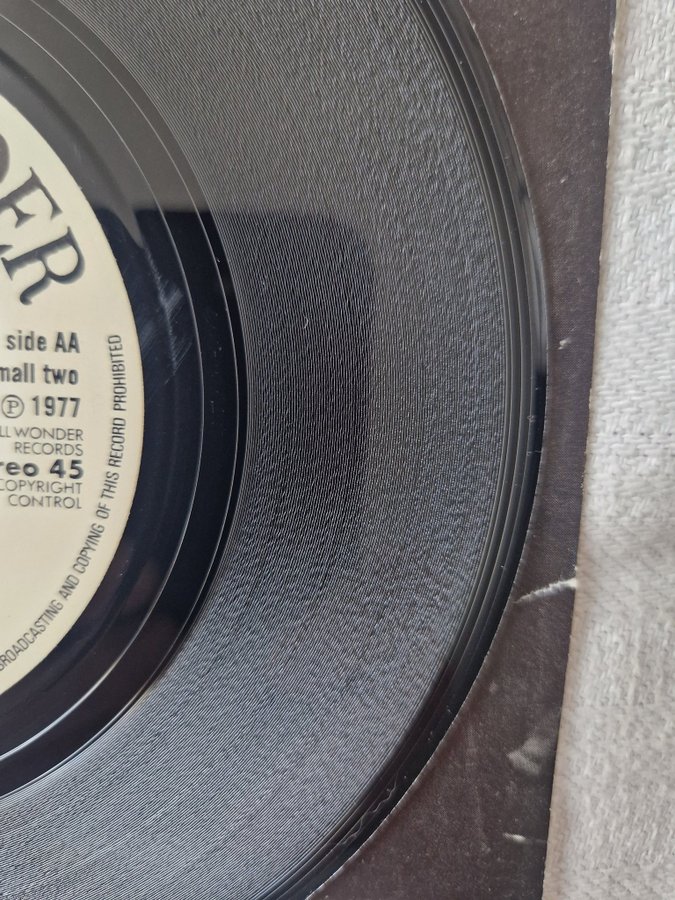 DER
side AA
mall two
Ⓟ 1977
LL WONDER
RECORDS
reo 45
COPYRIGHT
CONTROL
BROADCASTING AND COPYING OF THIS RECORD PROHIBITED